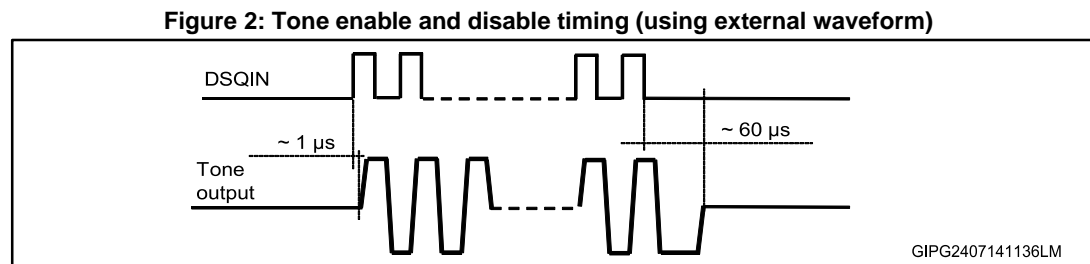 Figure 2: Tone enable and disable timing (using external waveform)
DSQIN
~ 1 µs
~ 60 µs
Tone
output
GIPG2407141136LM